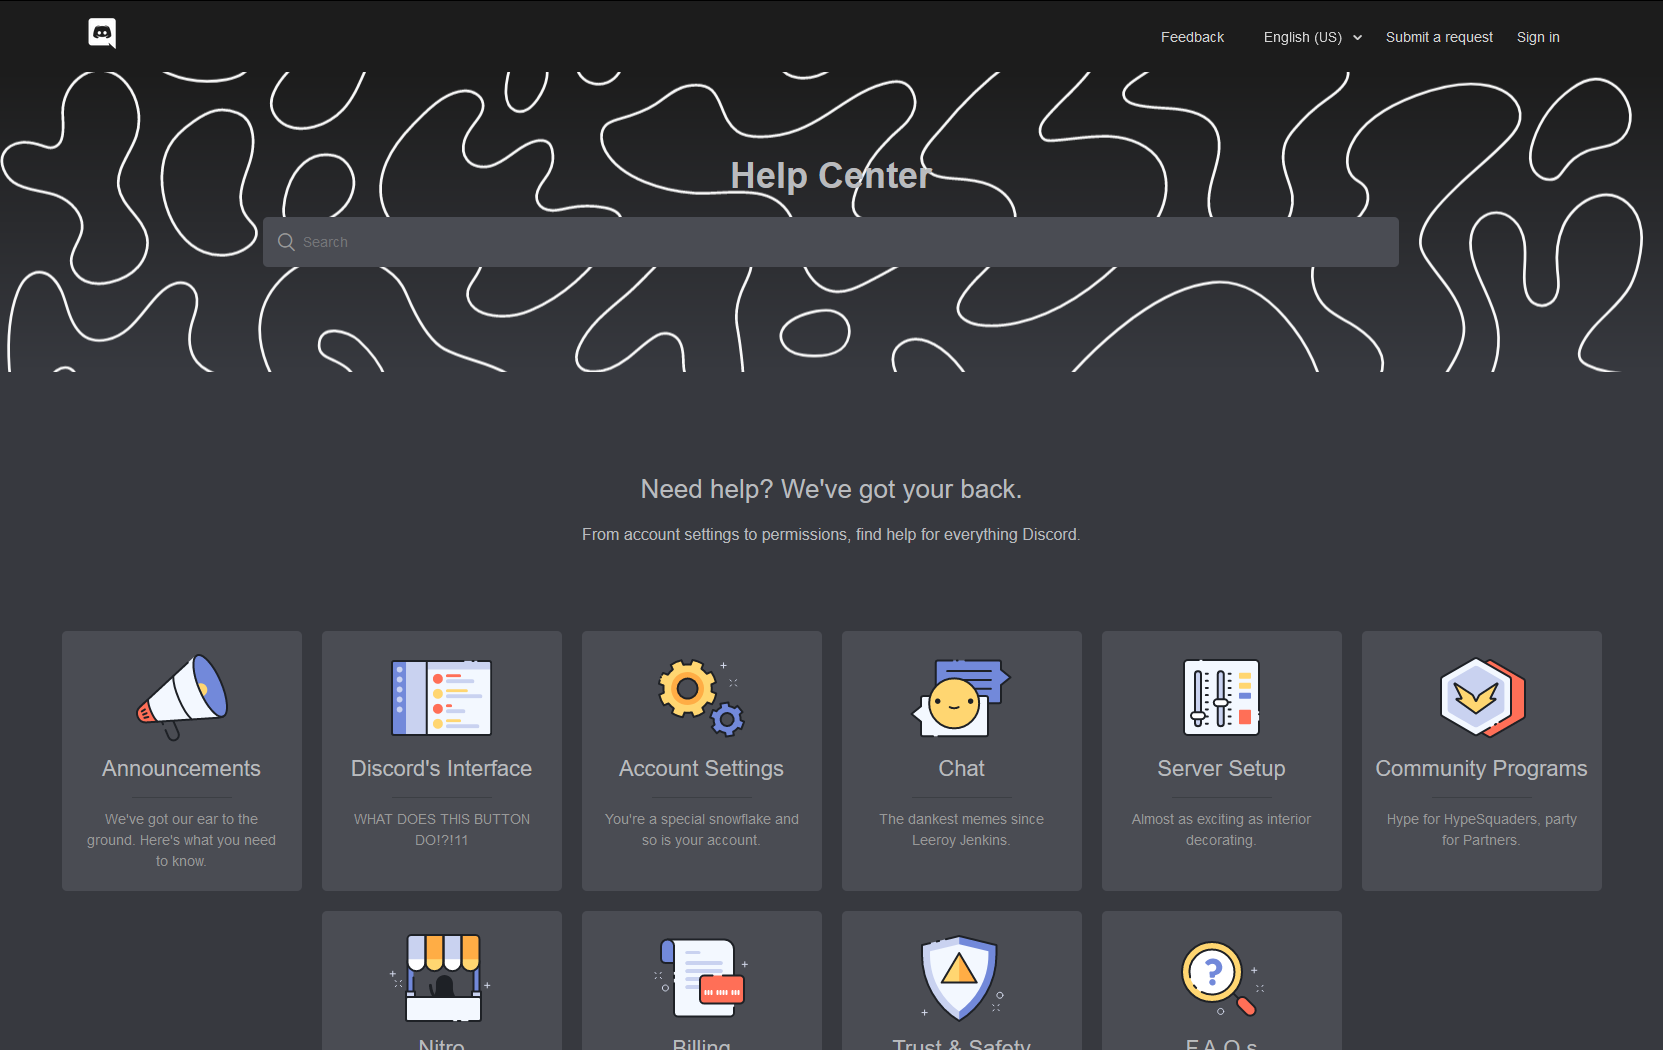 Feedback
English (US)
Submit a request
Sign in
Help Center
Search
Need help? We've got your back.
From account settings to permissions, find help for everything Discord.
Announcements
We've got our ear to the
ground. Here's what you need
to know.
Discord's Interface
WHAT DOES THIS BUTTON
DO!?!11
Account Settings
You're a special snowflake and
so is your account.
Chat
The dankest memes since
Leeroy Jenkins.
Server Setup
Almost as exciting as interior
decorating.
Community Programs
Hype for HypeSquaders, party
for Partners.
Nitro
Billing
Trust & Safety
F.A.Q.s